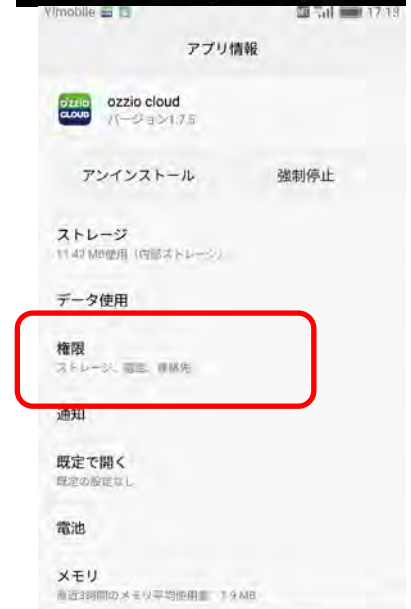 Y!mobile 17:13
アプリ情報
ozzio
CLOUD
ozzio cloud
バージョン1.7.5
アンインストール 強制停止
ストレージ
11.42 MB使用（内部ストレージ）
データ使用
権限
ストレージ、電話、連絡先
通知
既定で開く
既定の設定なし
電池
メモリ
直近3時間のメモリ平均使用量 1.9 MB